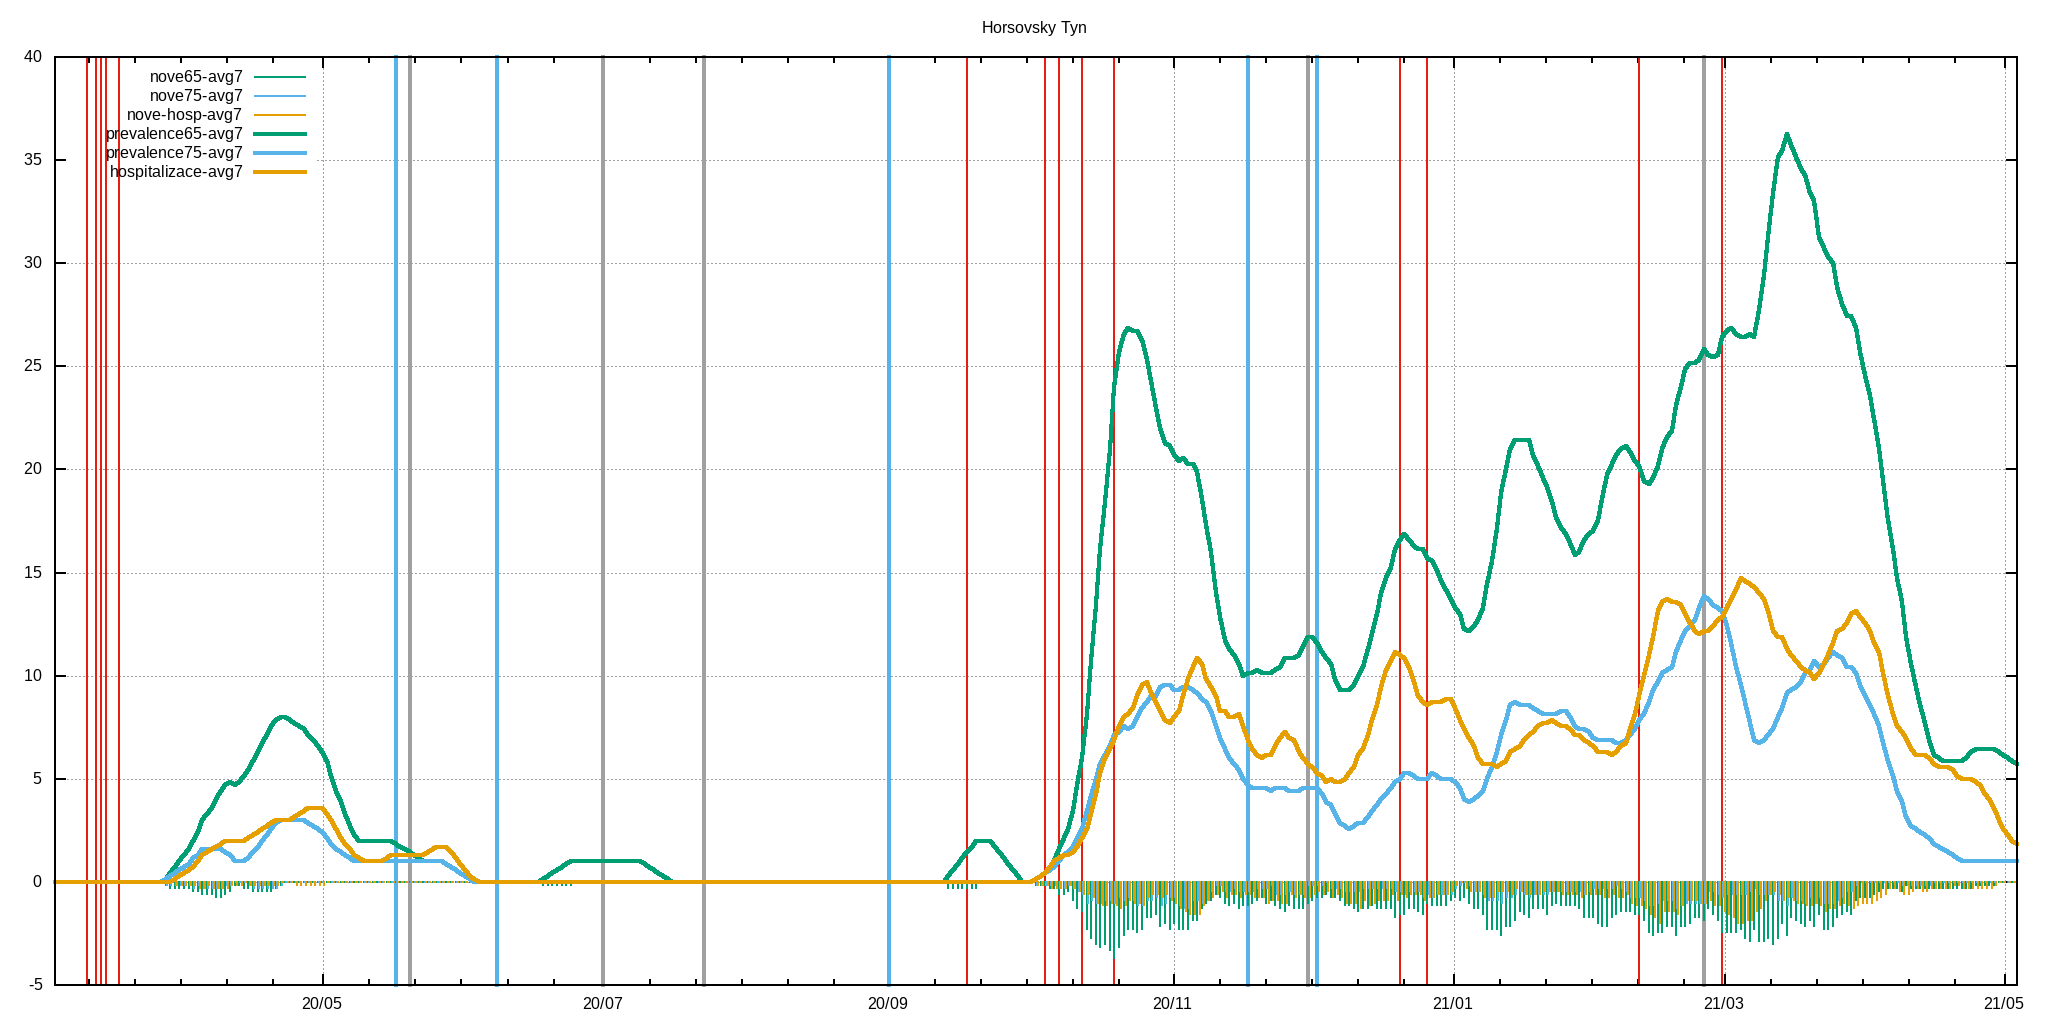 Horsovsky Tyn
40
35
30
25
20
15
10
5
0
-5
nove65-avg7
nove75-avg7
nove-hosp-avg7
prevalence65-avg7
prevalence75-avg7
hospitalizace-avg7
20/05 20/07 20/09 20/11 21/01 21/03 21/05